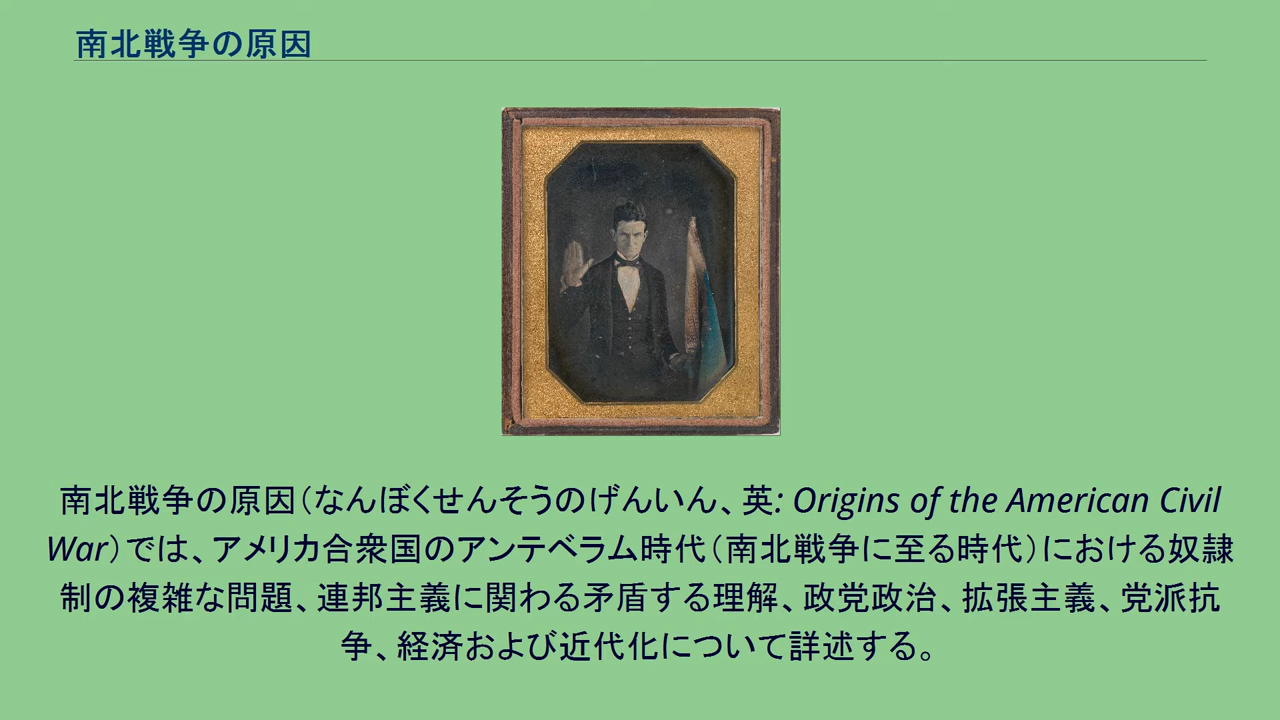 南北戦争の原因
南北戦争の原因（なんぼくせんそうのげんいん、英: Origins of the American Civil
War）では、アメリカ合衆国のアンテベラム時代（南北戦争に至る時代）における奴隷
制の複雑な問題、連邦主義に関わる矛盾する理解、政党政治、拡張主義、党派抗
争、経済および近代化について詳述する。